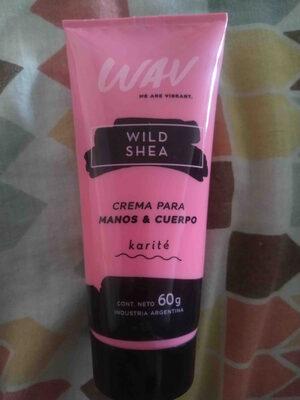 WAV
WE ARE VIBRANT.
WILD
SHEA
CREMA PARA
MANOS & CUERPO
karité
CONT. NETO 60g
INDUSTRIA ARGENTINA